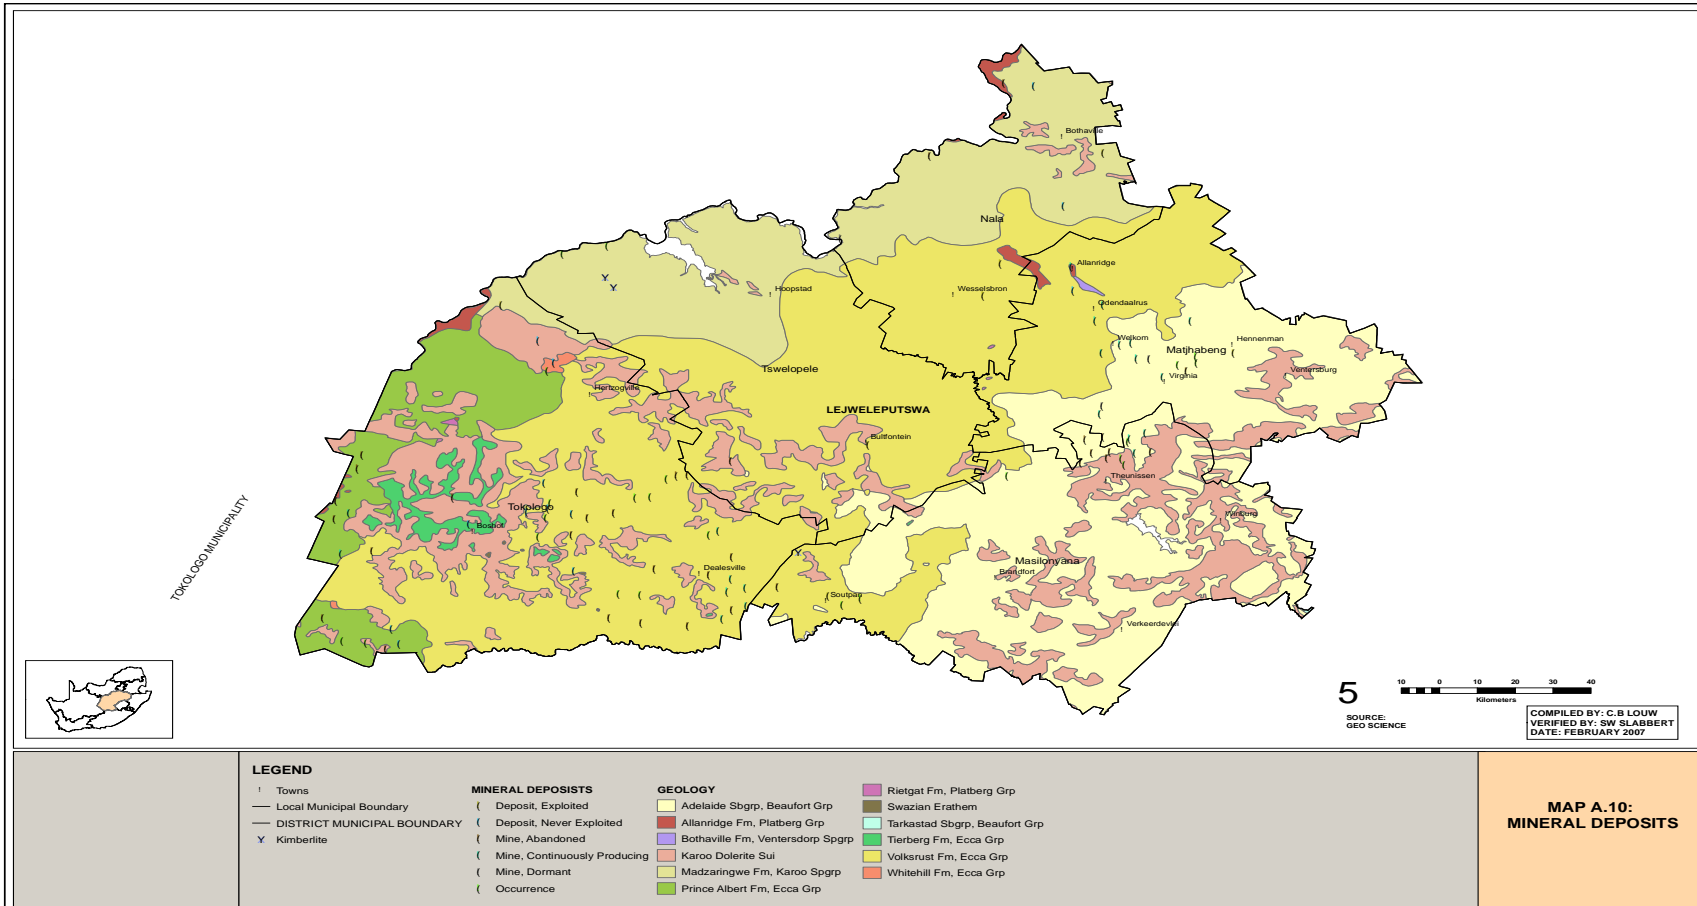 Bothaville
Nala
Allanridge
Hoopstad
Wesselsbron
Odendaalrus
Welkom
Hennenman
Matjhabeng
Tswelopele
Virginia
Ventersburg
Hertzogville
LEJWELEPUTSWA
Bultfontein
Theunissen
TOKOLOGO MUNICIPALITY
Tokologo
Winburg
Boshof
Masilonyana
Dealesville
Brandfort
Soutpan
Verkeerdevlei
5
10 0 10 20 30 40
Kilometers
SOURCE:
GEO SCIENCE
COMPILED BY: C.B LOUW
VERIFIED BY: SW SLABBERT
DATE: FEBRUARY 2007
LEGEND
! Towns
Local Municipal Boundary
DISTRICT MUNICIPAL BOUNDARY
Kimberlite
MINERAL DEPOSISTS
( Deposit, Exploited
( Deposit, Never Exploited
( Mine, Abandoned
( Mine, Continuously Producing
( Mine, Dormant
( Occurrence
GEOLOGY
Adelaide Sbgrp, Beaufort Grp
Allanridge Fm, Platberg Grp
Bothaville Fm, Ventersdorp Spgrp
Karoo Dolerite Sui
Madzaringwe Fm, Karoo Spgrp
Prince Albert Fm, Ecca Grp
Rietgat Fm, Platberg Grp
Swazian Erathem
Tarkastad Sbgrp, Beaufort Grp
Tierberg Fm, Ecca Grp
Volksrust Fm, Ecca Grp
Whitehill Fm, Ecca Grp
MAP A.10:
MINERAL DEPOSITS